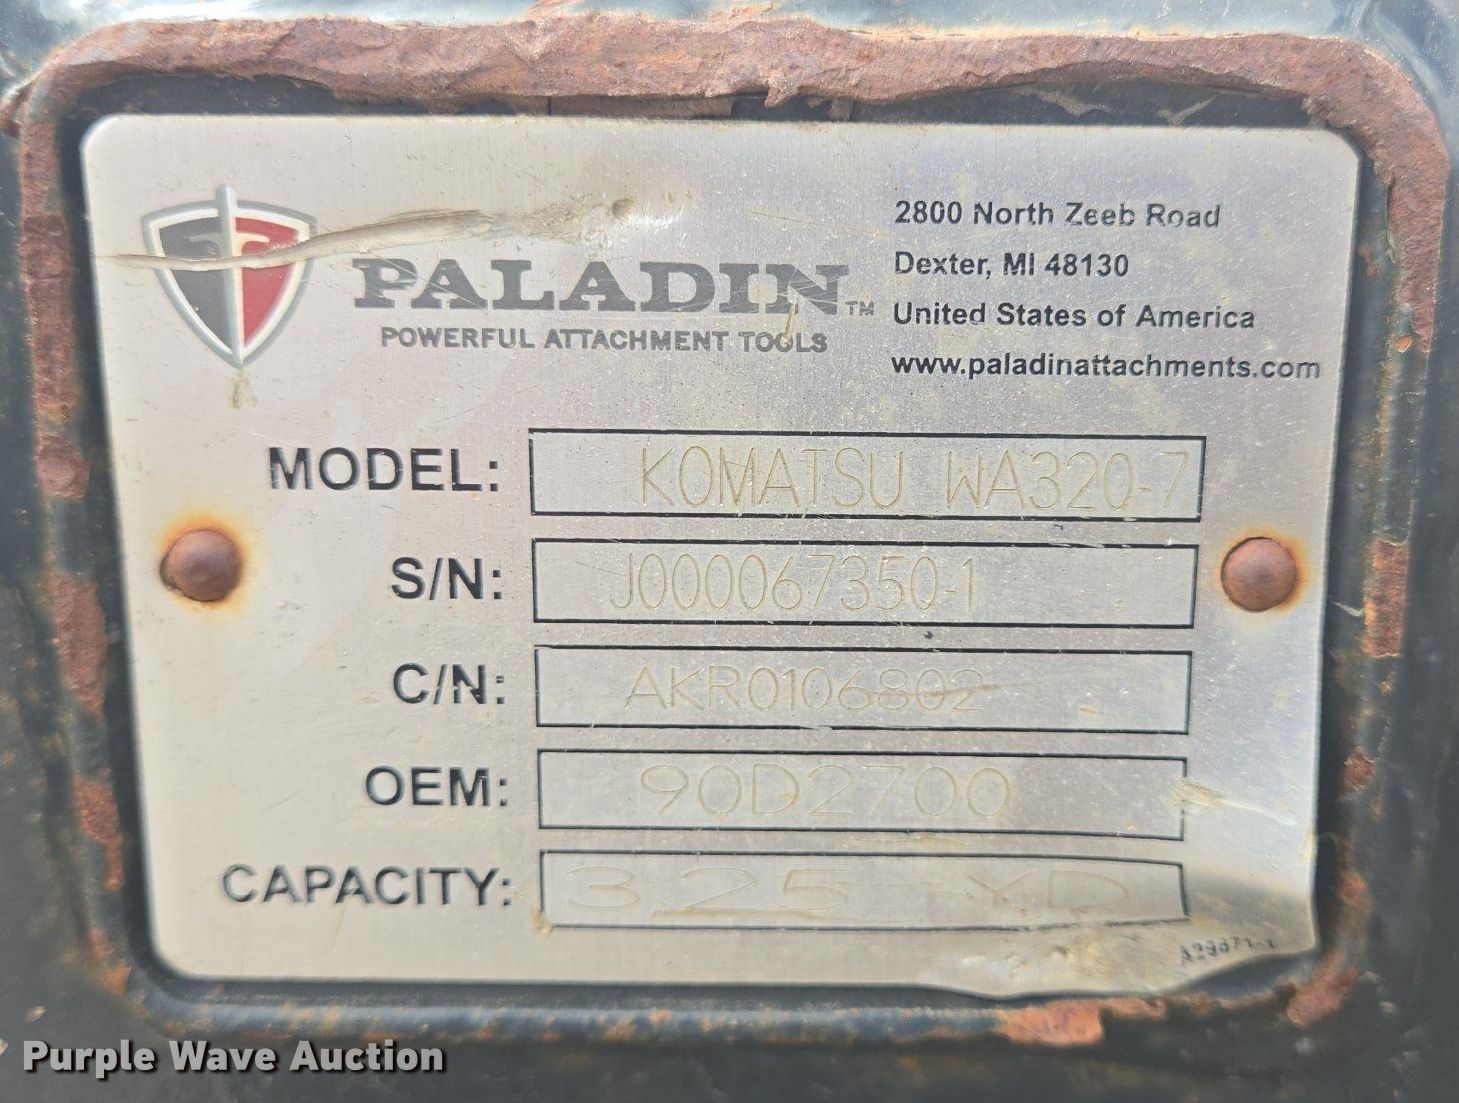 2800 North Zeeb Road
Dexter, MI 48130
PALADIN™
United States of America
POWERFUL ATTACHMENT TOOLS
www.paladinattachments.com
MODEL: KOMATSU WA320-7
S/N: J000067350-1
C/N: AKR0106802
OEM: 90D2700
CAPACITY: 3.25 YD
Purple Wave Auction